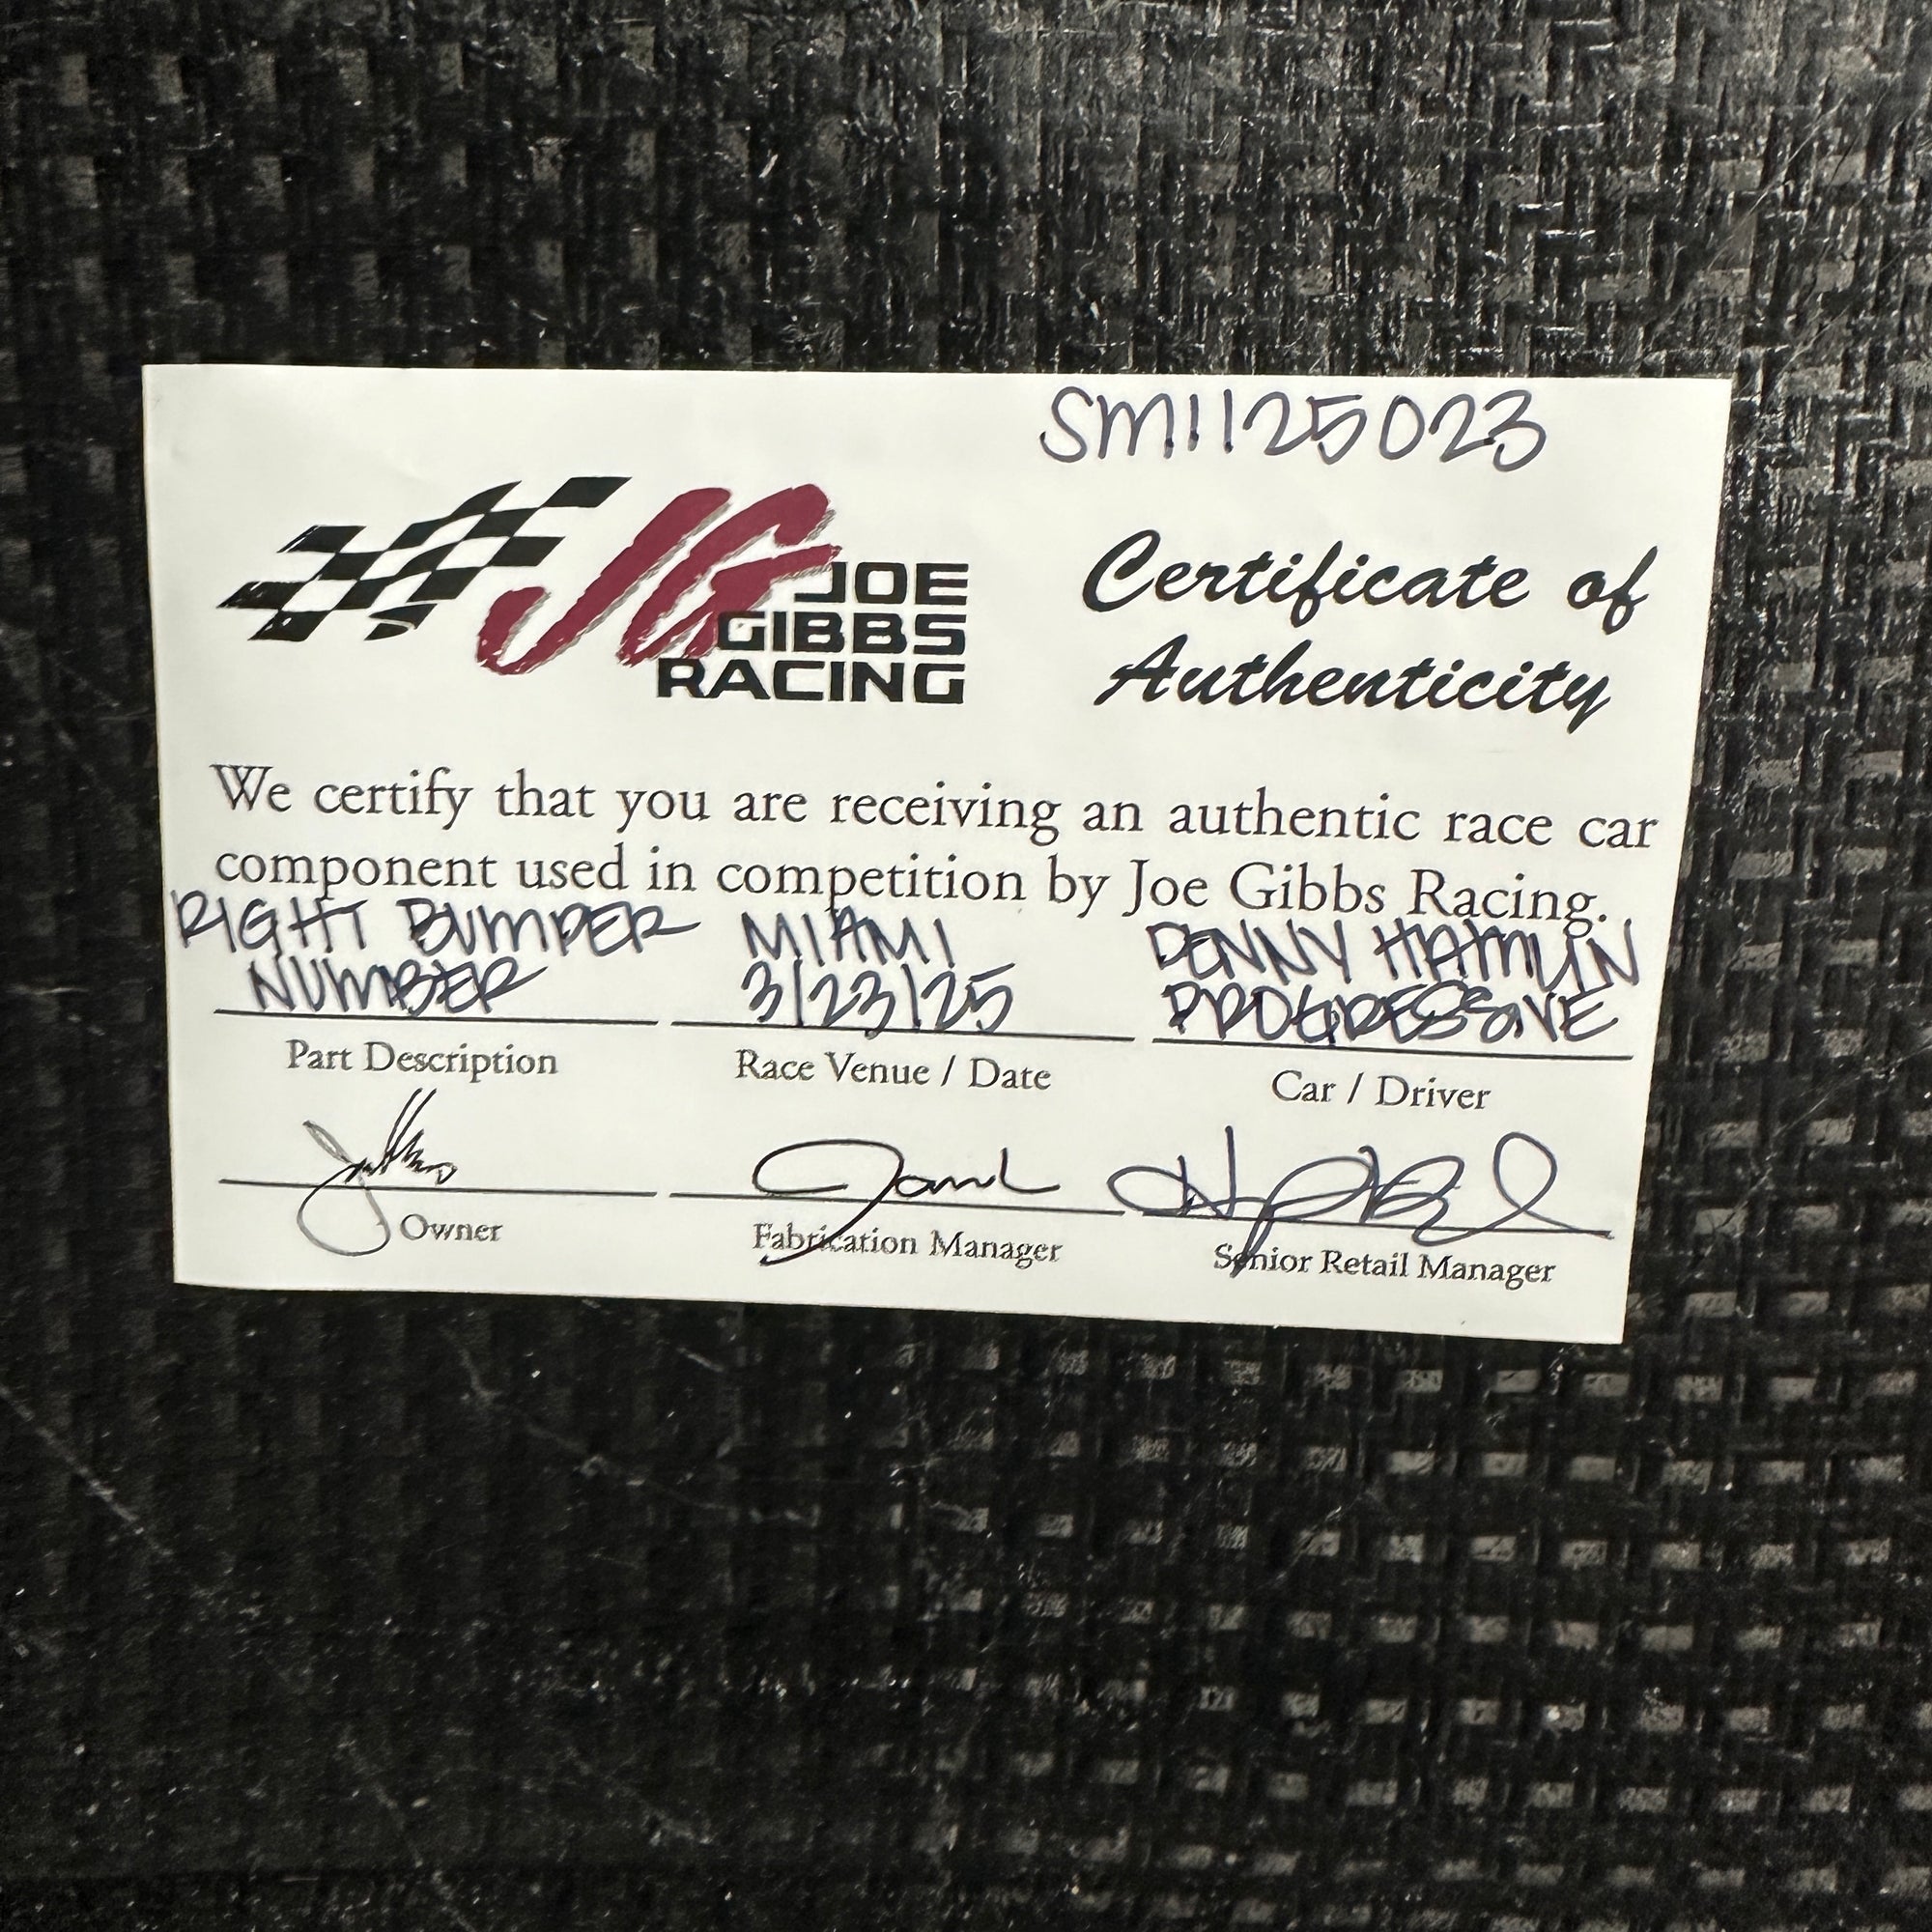 SM1125023
JOE
GIBBS
RACING
Certificate of
Authenticity
We certify that you are receiving an authentic race car
component used in competition by Joe Gibbs Racing.
RIGHT BUMPER
NUMBER
MIAMI
3/23/25
DENNY HAMLIN
PROGRESSIVE
Part Description
Race Venue / Date
Car / Driver
Owner
Fabrication Manager
Senior Retail Manager